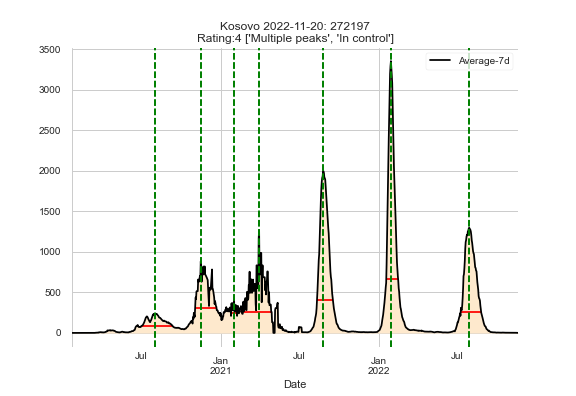 Kosovo 2022-11-20: 272197
Rating:4 ['Multiple peaks', 'In control']
3500
3000
2500
2000
1500
1000
500
0
Average-7d
Jul
Jan
2021
Jul
Jan
2022
Jul
Date